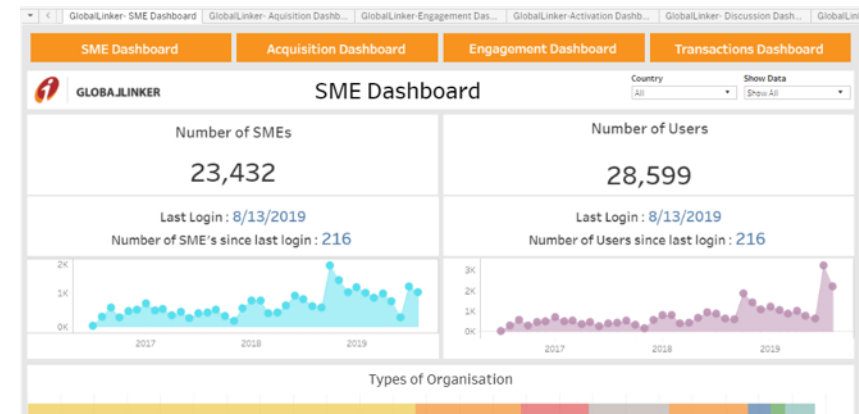 GlobalLinker- SME Dashboard GlobalLinker- Aquisition Dashb... GlobalLinker-Engagement Das... GlobalLinker-Activation Dashb... GlobalLinker- Discussion Dash... GlobalLin
SME Dashboard Acquisition Dashboard Engagement Dashboard Transactions Dashboard
GLOBALLINKER SME Dashboard
Country Show Data
All Show All
Number of SMEs Number of Users
23,432 28,599
Last Login : 8/13/2019 Last Login : 8/13/2019
Number of SME's since last login : 216 Number of Users since last login : 216
2K
1K
0K
2017 2018 2019
3K
2K
1K
0K
2017 2018 2019
Types of Organisation